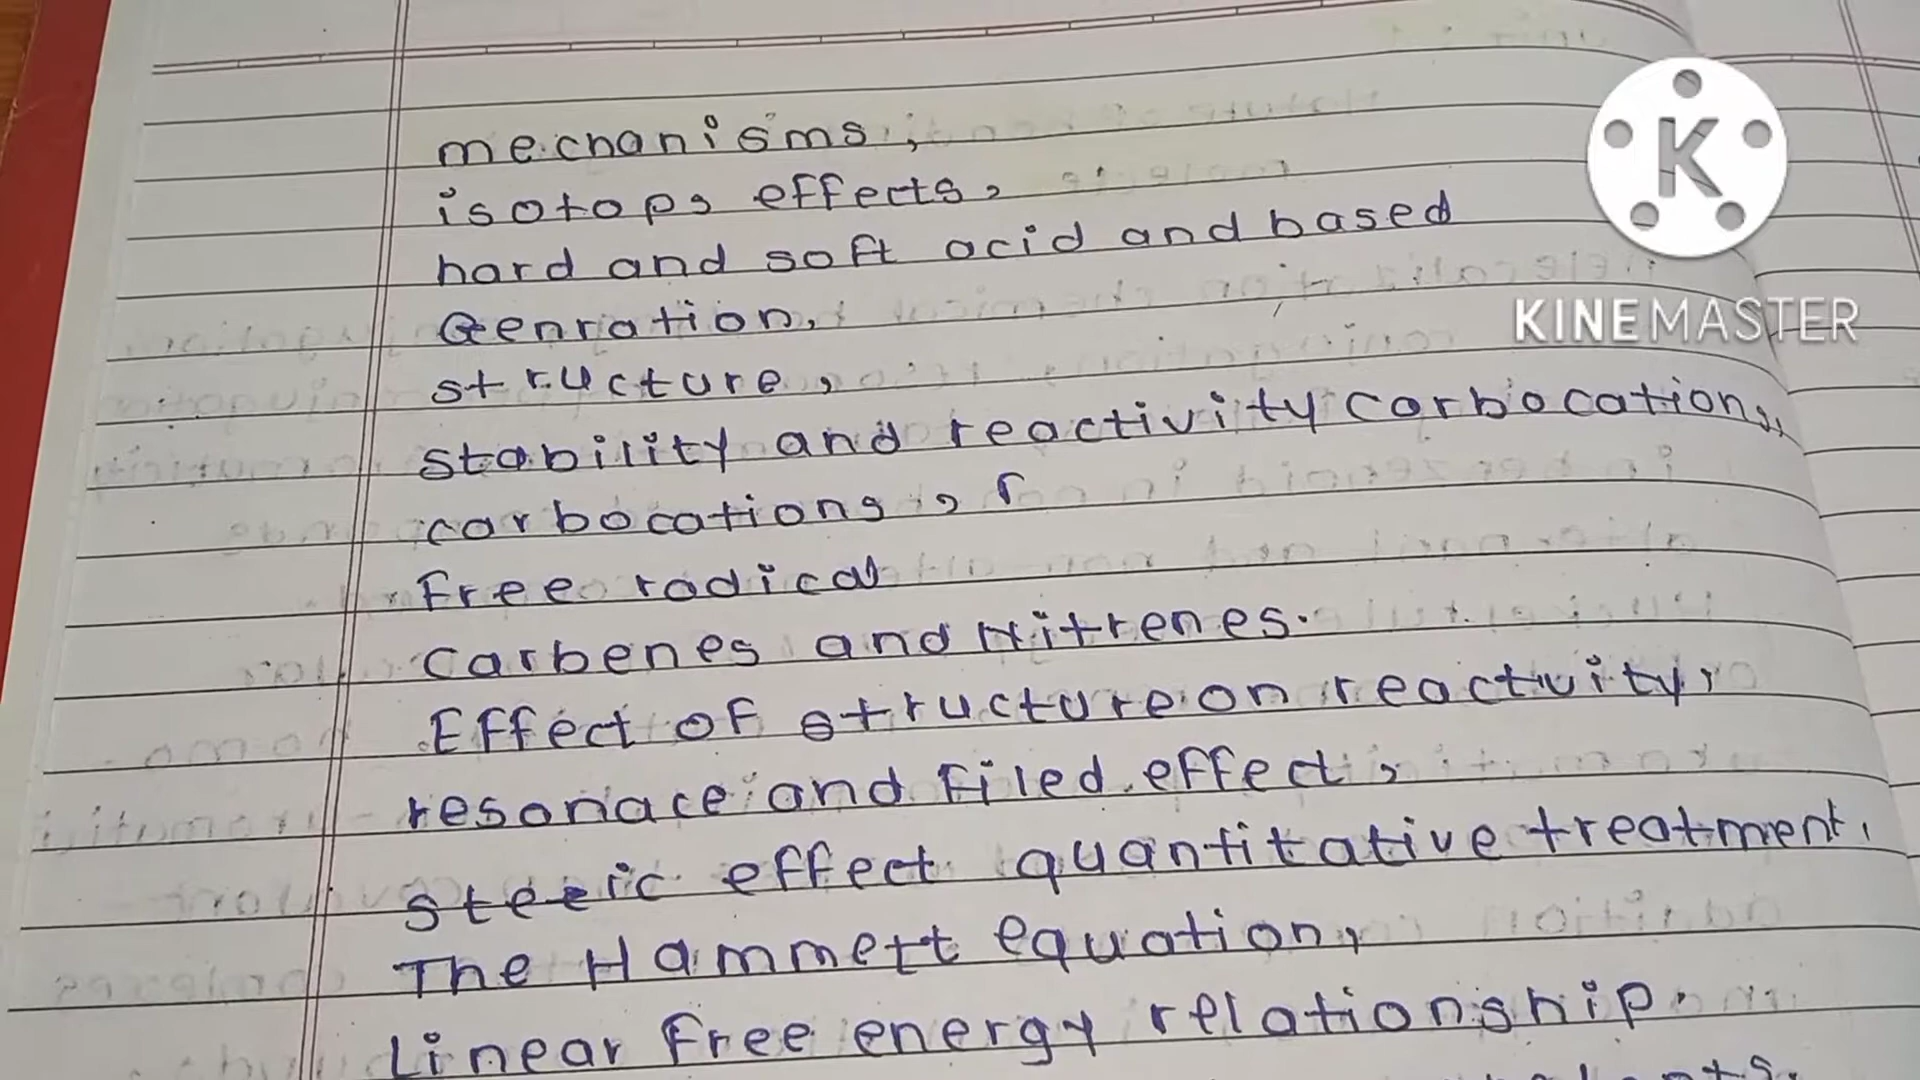 mechanisms,
isotops effects,
hard and soft acid and based
Genration,
structure,
stability and reactivity carbocations,
carbocations,
Free radical
carbenes and Nitrenes.
Effect of structure on reactivity,
resonace and filed effect,
steric effect quantitative treatment,
The Hammett equation,
Linear free energy relationship.
KINEMASTER